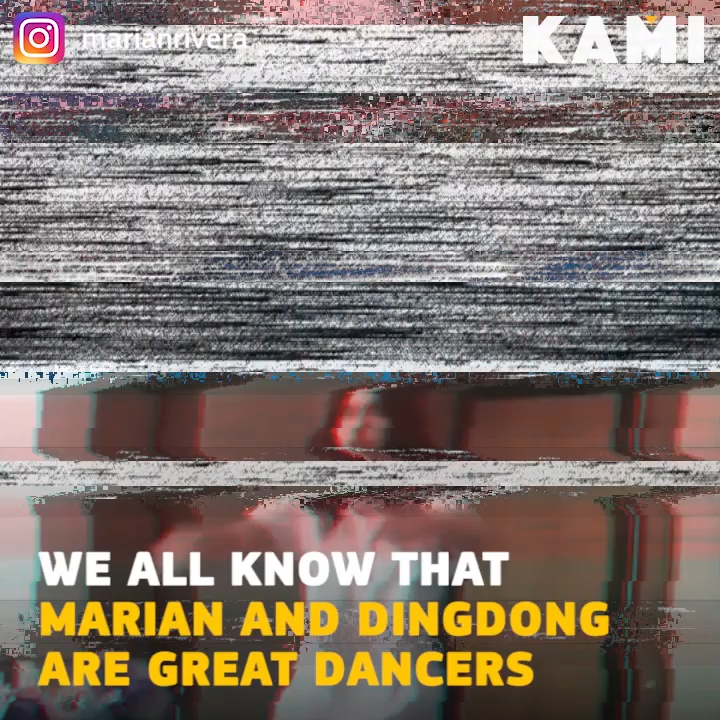 marianrivera
KAMI
WE ALL KNOW THAT
MARIAN AND DINGDONG
ARE GREAT DANCERS